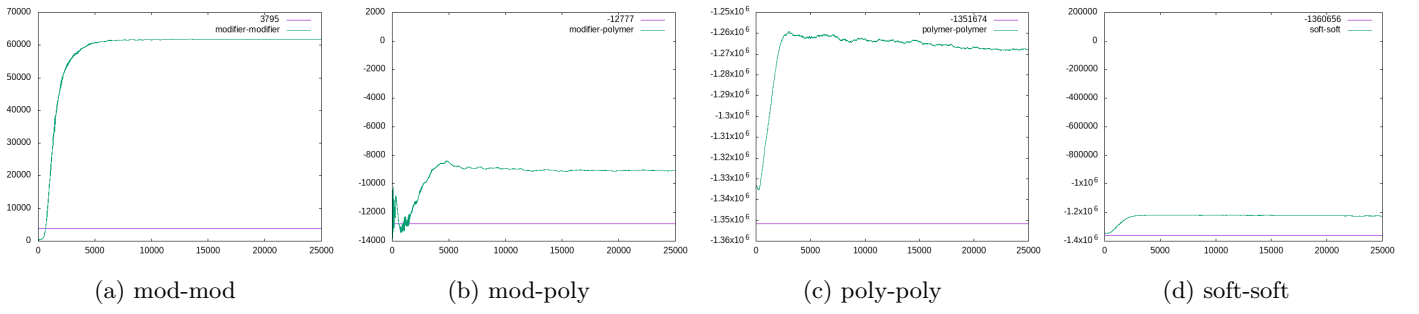 70000
60000
50000
40000
30000
20000
10000
0
0 5000 10000 15000 20000 25000
3795
modifier-modifier
(a) mod-mod
2000
0
-2000
-4000
-6000
-8000
-10000
-12000
-14000
0 5000 10000 15000 20000 25000
-12777
modifier-polymer
(b) mod-poly
-1.25x10^6
-1.26x10^6
-1.27x10^6
-1.28x10^6
-1.29x10^6
-1.3x10^6
-1.31x10^6
-1.32x10^6
-1.33x10^6
-1.34x10^6
-1.35x10^6
-1.36x10^6
0 5000 10000 15000 20000 25000
-1351674
polymer-polymer
(c) poly-poly
200000
0
-200000
-400000
-600000
-800000
-1x10^6
-1.2x10^6
-1.4x10^6
0 5000 10000 15000 20000 25000
-1360656
soft-soft
(d) soft-soft